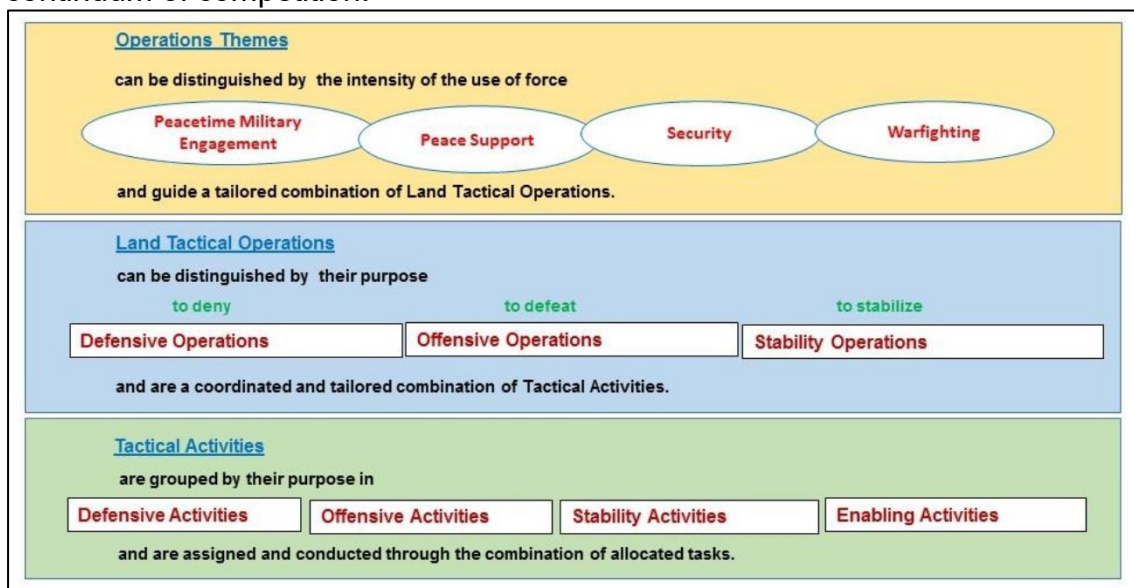 continuum of competition.
Operations Themes
can be distinguished by the intensity of the use of force
Peacetime Military
Engagement
Peace Support
Security
Warfighting
and guide a tailored combination of Land Tactical Operations.
Land Tactical Operations
can be distinguished by their purpose
to deny to defeat to stabilize
Defensive Operations Offensive Operations Stability Operations
and are a coordinated and tailored combination of Tactical Activities.
Tactical Activities
are grouped by their purpose in
Defensive Activities Offensive Activities Stability Activities Enabling Activities
and are assigned and conducted through the combination of allocated tasks.